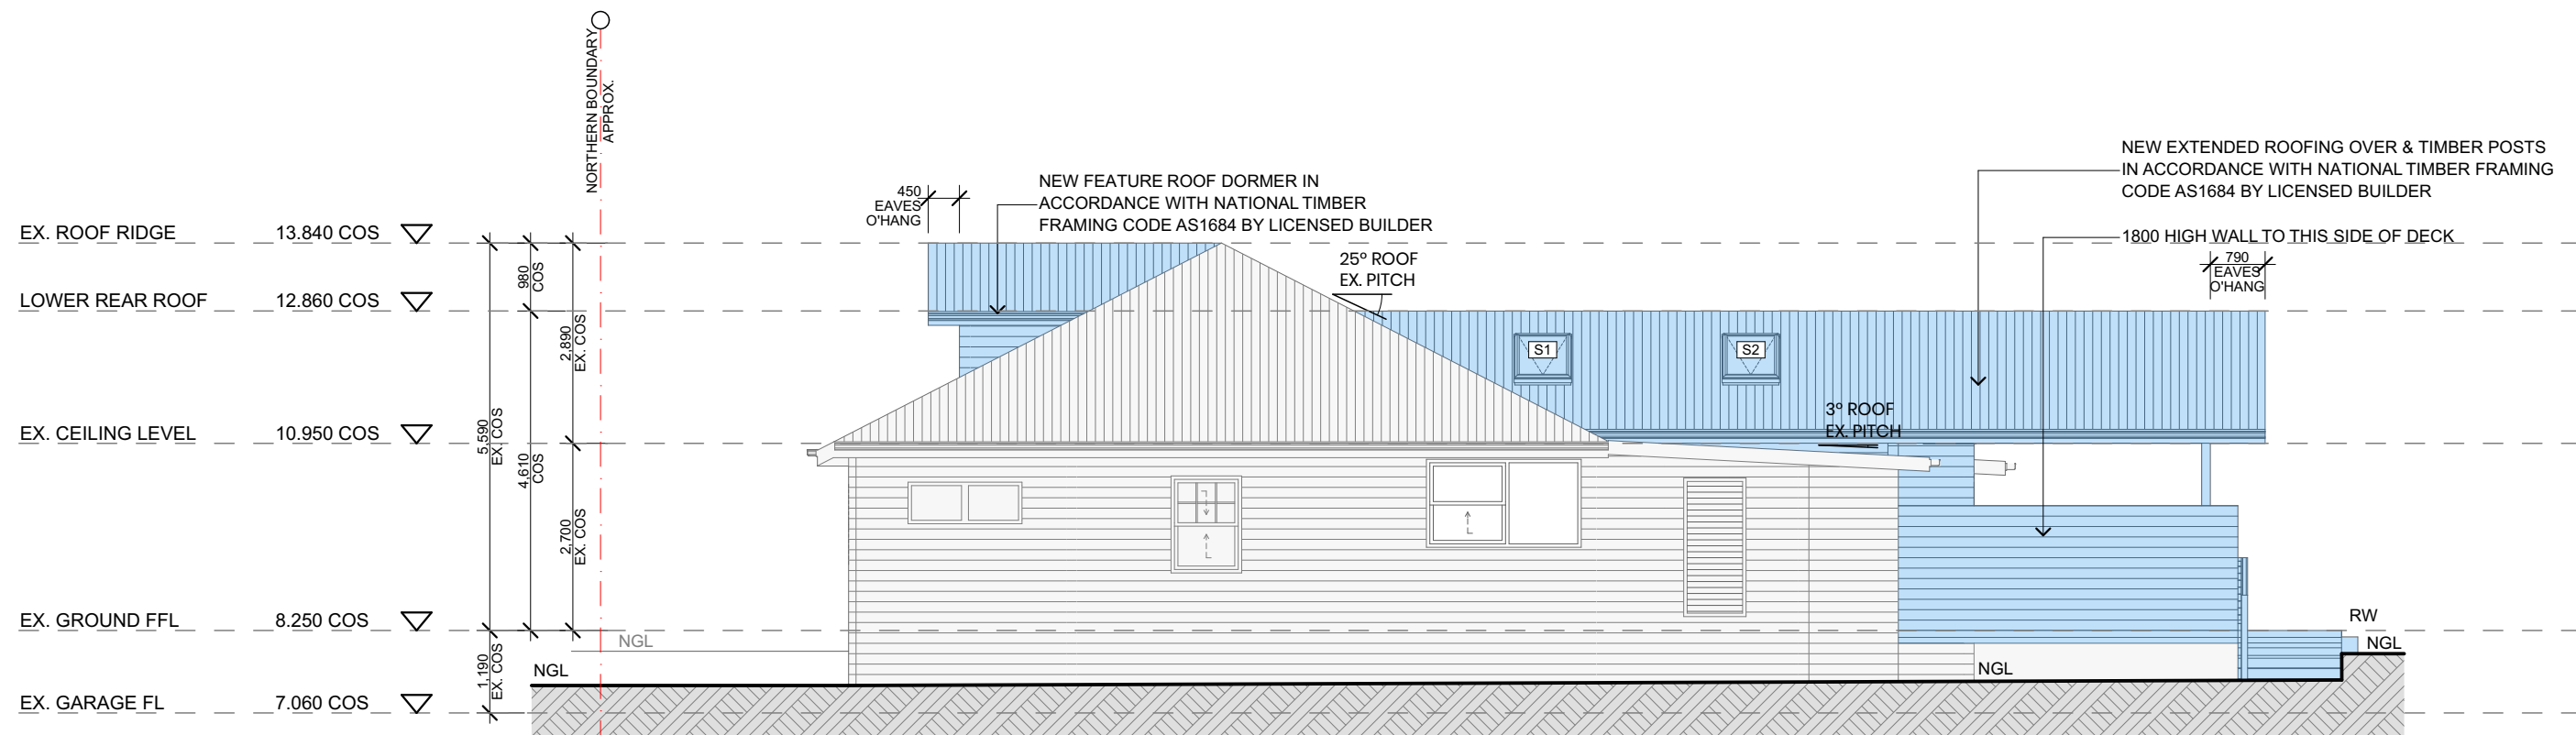 NORTHERN BOUNDARY
APPROX.
NEW EXTENDED ROOFING OVER & TIMBER POSTS
IN ACCORDANCE WITH NATIONAL TIMBER FRAMING
CODE AS1684 BY LICENSED BUILDER
450
EAVES
O'HANG
NEW FEATURE ROOF DORMER IN
ACCORDANCE WITH NATIONAL TIMBER
FRAMING CODE AS1684 BY LICENSED BUILDER
EX. ROOF RIDGE 13.840 COS
1800 HIGH WALL TO THIS SIDE OF DECK
980
COS
25° ROOF
EX. PITCH
790
EAVES
O'HANG
LOWER REAR ROOF 12.860 COS
2,890
EX. COS
S1
S2
3° ROOF
EX. PITCH
EX. CEILING LEVEL 10.950 COS
5,590
EX. COS
4,610
COS
2,700
EX. COS
EX. GROUND FFL 8.250 COS
RW
NGL
NGL
NGL
NGL
1,190
EX. COS
EX. GARAGE FL 7.060 COS